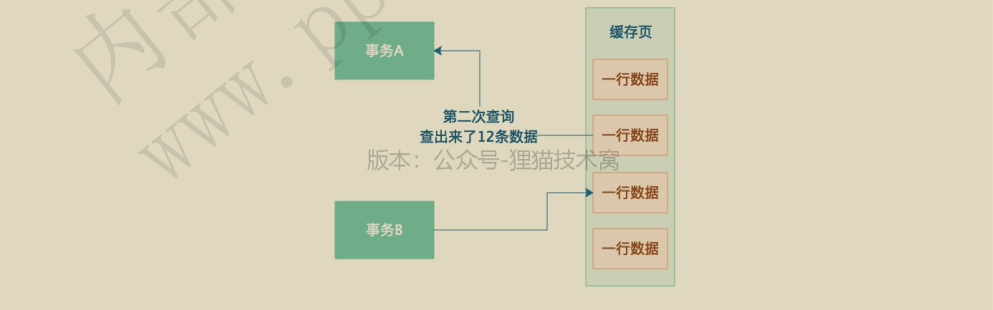 缓存页
事务A
一行数据
第二次查询
查出来了12条数据
一行数据
版本：公众号-狸猫技术窝
一行数据
事务B
一行数据
www.pp